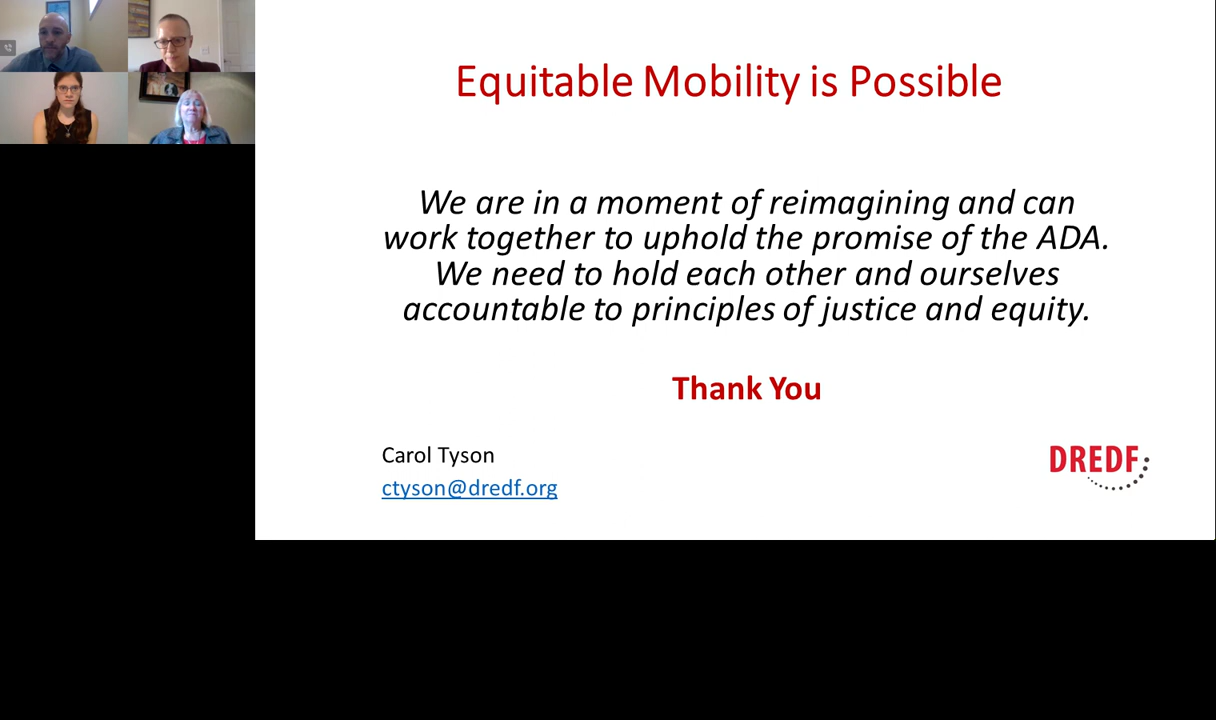 Equitable Mobility is Possible
We are in a moment of reimagining and can
work together to uphold the promise of the ADA.
We need to hold each other and ourselves
accountable to principles of justice and equity.
Thank You
Carol Tyson
ctyson@dredf.org
DREDF